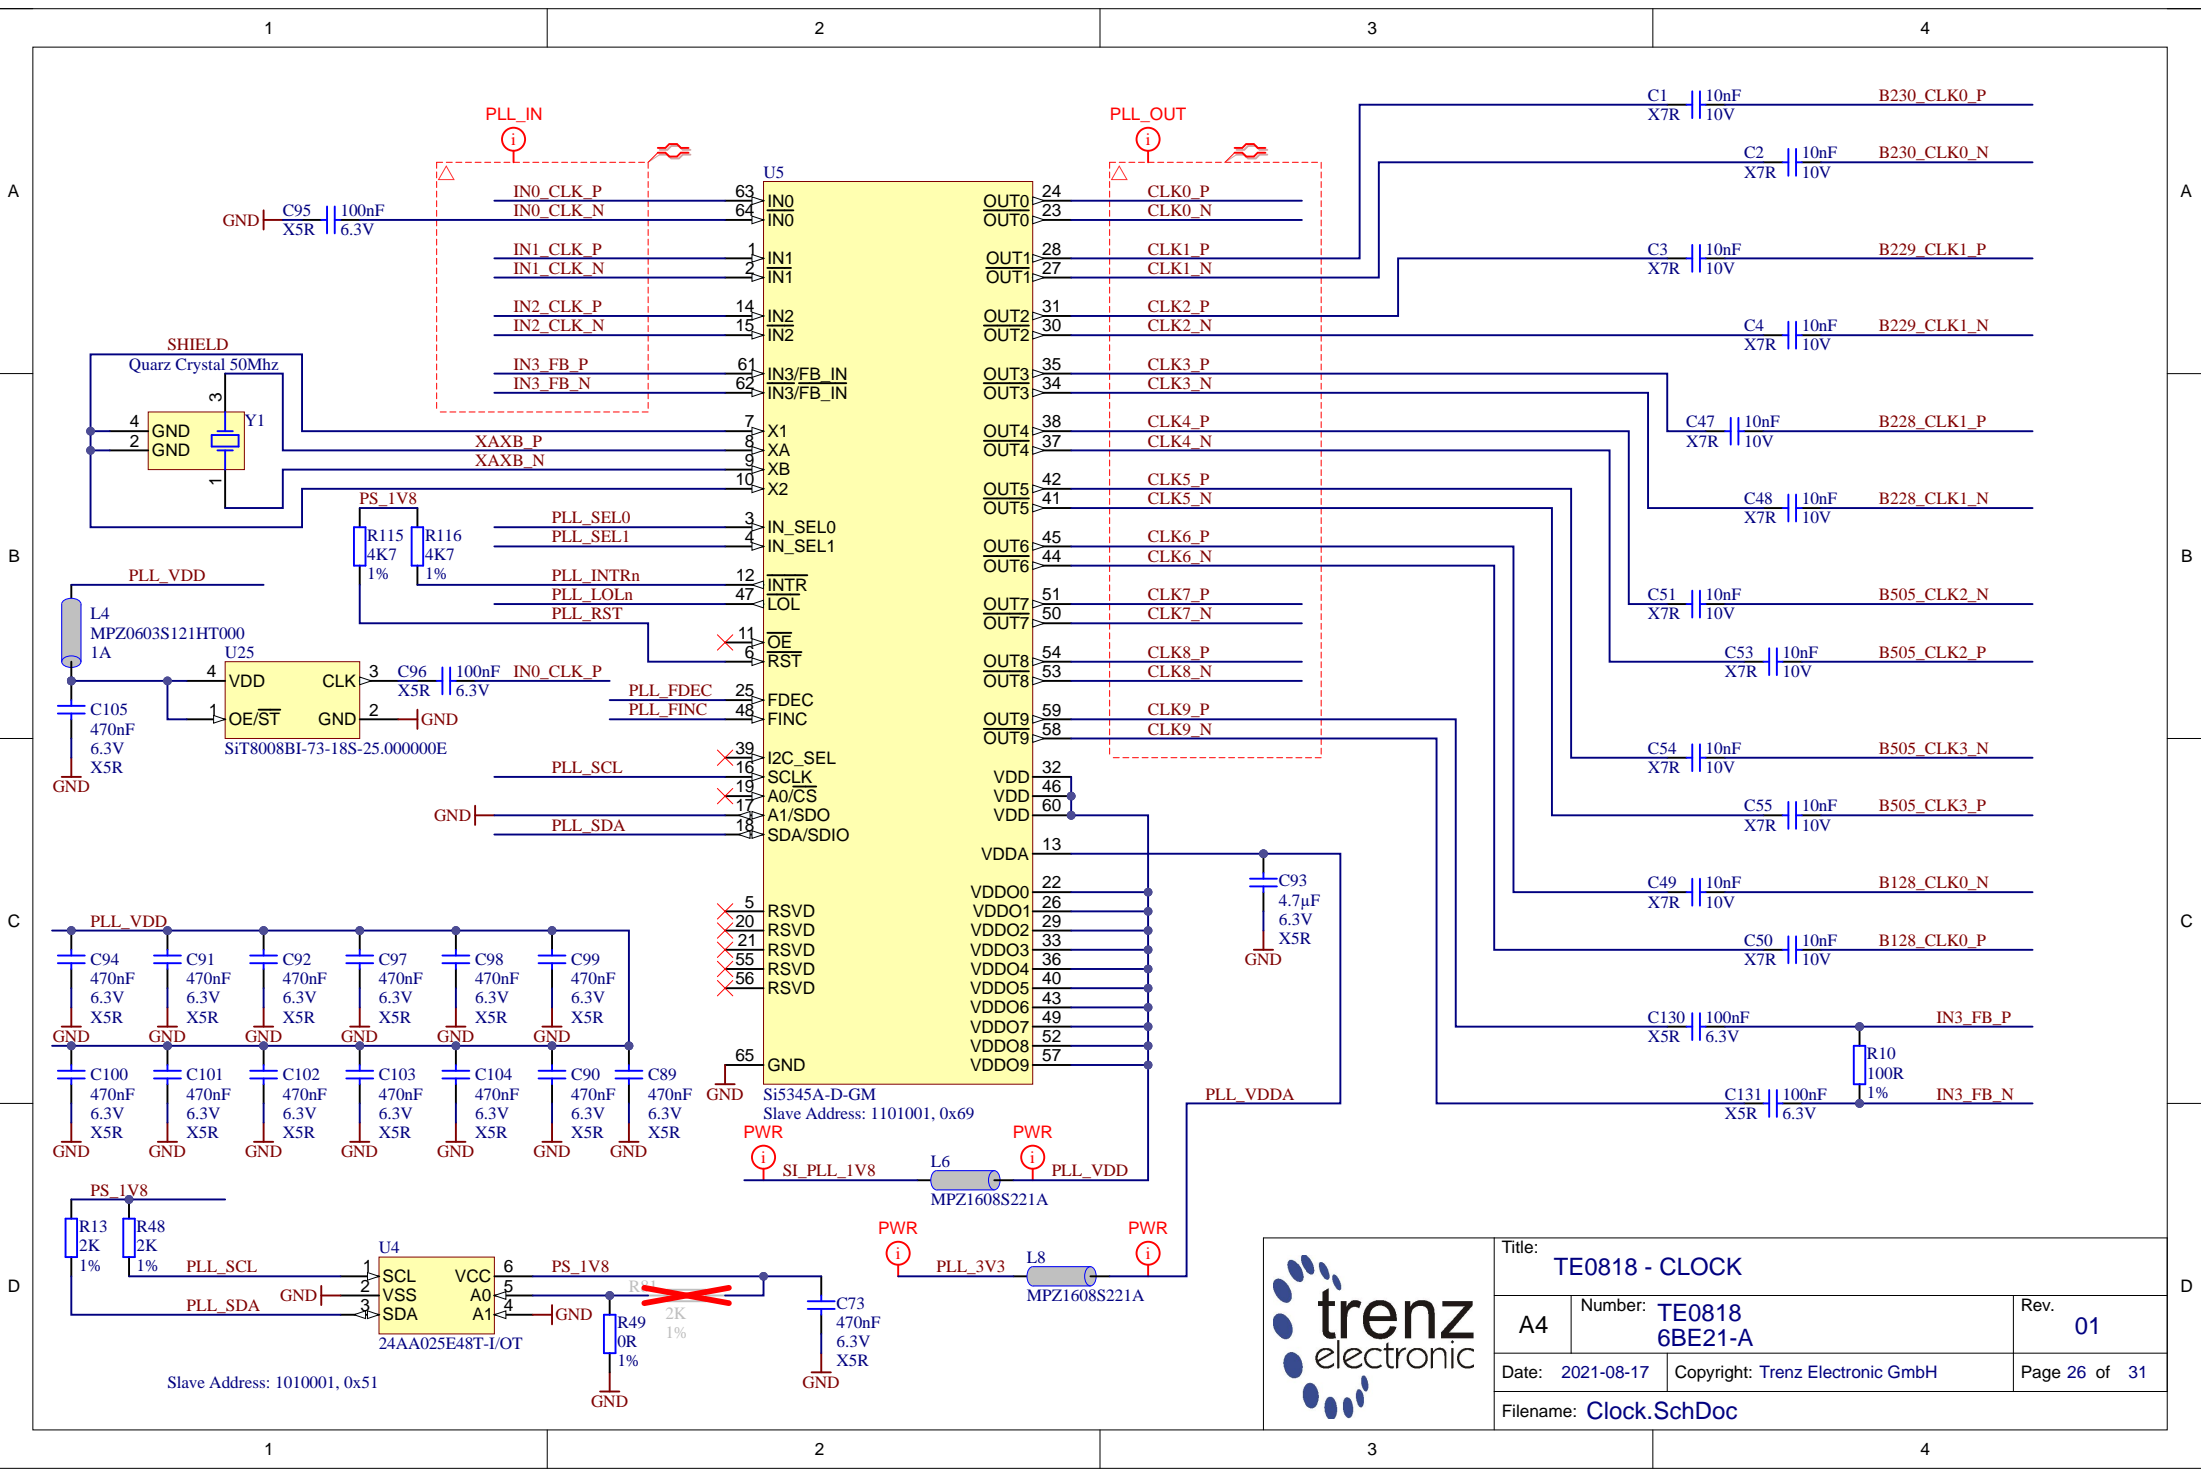 1 2 3 4
A
B
C
D
A
B
C
D
PLL_IN
PLL_OUT
GND C95 100nF
X5R 6.3V
IN0_CLK_P
IN0_CLK_N
IN1_CLK_P
IN1_CLK_N
IN2_CLK_P
IN2_CLK_N
IN3_FB_P
IN3_FB_N
SHIELD
Quarz Crystal 50Mhz
3
4 GND Y1
2 GND
1
XAXB_P
XAXB_N
PS_1V8
R115 R116
4K7 4K7
1% 1%
PLL_SEL0
PLL_SEL1
PLL_INTRn
PLL_LOLn
PLL_RST
PLL_VDD
L4
MPZ0603S121HT000
1A
U25
4 VDD CLK 3
1 OE/ST GND 2 GND
SiT8008BI-73-18S-25.000000E
C96 100nF IN0_CLK_P
X5R 6.3V
C105
470nF
6.3V
X5R
GND
PLL_FDEC
PLL_FINC
PLL_SCL
GND
PLL_SDA
U5
63 IN0
64 IN0
1 IN1
2 IN1
14 IN2
15 IN2
61 IN3/FB_IN
62 IN3/FB_IN
7 X1
8 XA
9 XB
10 X2
3 IN_SEL0
4 IN_SEL1
12 INTR
47 LOL
11 OE
6 RST
25 FDEC
48 FINC
39 I2C_SEL
16 SCLK
19 A0/CS
17 A1/SDO
18 SDA/SDIO
5 RSVD
20 RSVD
21 RSVD
55 RSVD
56 RSVD
65 GND
GND
OUT0 24 CLK0_P
OUT0 23 CLK0_N
OUT1 28 CLK1_P
OUT1 27 CLK1_N
OUT2 31 CLK2_P
OUT2 30 CLK2_N
OUT3 35 CLK3_P
OUT3 34 CLK3_N
OUT4 38 CLK4_P
OUT4 37 CLK4_N
OUT5 42 CLK5_P
OUT5 41 CLK5_N
OUT6 45 CLK6_P
OUT6 44 CLK6_N
OUT7 51 CLK7_P
OUT7 50 CLK7_N
OUT8 54 CLK8_P
OUT8 53 CLK8_N
OUT9 59 CLK9_P
OUT9 58 CLK9_N
VDD 32
VDD 46
VDD 60
VDDA 13
VDDO0 22
VDDO1 26
VDDO2 29
VDDO3 33
VDDO4 36
VDDO5 40
VDDO6 43
VDDO7 49
VDDO8 52
VDDO9 57
Si5345A-D-GM
Slave Address: 1101001, 0x69
C93
4.7µF
6.3V
X5R
GND
PLL_VDDA
C1 10nF B230_CLK0_P
X7R 10V
C2 10nF B230_CLK0_N
X7R 10V
C3 10nF B229_CLK1_P
X7R 10V
C4 10nF B229_CLK1_N
X7R 10V
C47 10nF B228_CLK1_P
X7R 10V
C48 10nF B228_CLK1_N
X7R 10V
C51 10nF B505_CLK2_N
X7R 10V
C53 10nF B505_CLK2_P
X7R 10V
C54 10nF B505_CLK3_N
X7R 10V
C55 10nF B505_CLK3_P
X7R 10V
C49 10nF B128_CLK0_N
X7R 10V
C50 10nF B128_CLK0_P
X7R 10V
C130 100nF IN3_FB_P
X5R 6.3V
R10
100R
1%
C131 100nF IN3_FB_N
X5R 6.3V
PLL_VDD
C94 C91 C92 C97 C98 C99
470nF 470nF 470nF 470nF 470nF 470nF
6.3V 6.3V 6.3V 6.3V 6.3V 6.3V
X5R X5R X5R X5R X5R X5R
GND GND GND GND GND GND
C100 C101 C102 C103 C104 C90 C89
470nF 470nF 470nF 470nF 470nF 470nF 470nF
6.3V 6.3V 6.3V 6.3V 6.3V 6.3V 6.3V
X5R X5R X5R X5R X5R X5R X5R
GND GND GND GND GND GND GND
PWR PWR
SI_PLL_1V8 L6 PLL_VDD
MPZ1608S221A
PWR PWR
PLL_3V3 L8
MPZ1608S221A
PS_1V8
R13 R48
2K 2K
1% 1%
PLL_SCL
PLL_SDA
GND
U4
1 SCL VCC 6 PS_1V8
2 VSS A0 5
3 SDA A1 4 GND
24AA025E48T-I/OT
2K
1%
R49
0R
1%
GND
C73
470nF
6.3V
X5R
GND
Slave Address: 1010001, 0x51
trenz
electronic
Title:
TE0818 - CLOCK
A4 Number: TE0818
6BE21-A
Rev.
01
Date: 2021-08-17 Copyright: Trenz Electronic GmbH Page 26 of 31
Filename: Clock.SchDoc
1 2 3 4